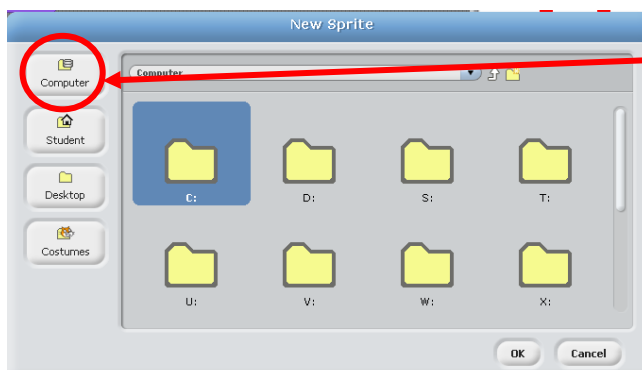 New Sprite
Computer
Computer
Student
Desktop
Costumes
C:
D:
S:
T:
U:
V:
W:
X:
OK
Cancel